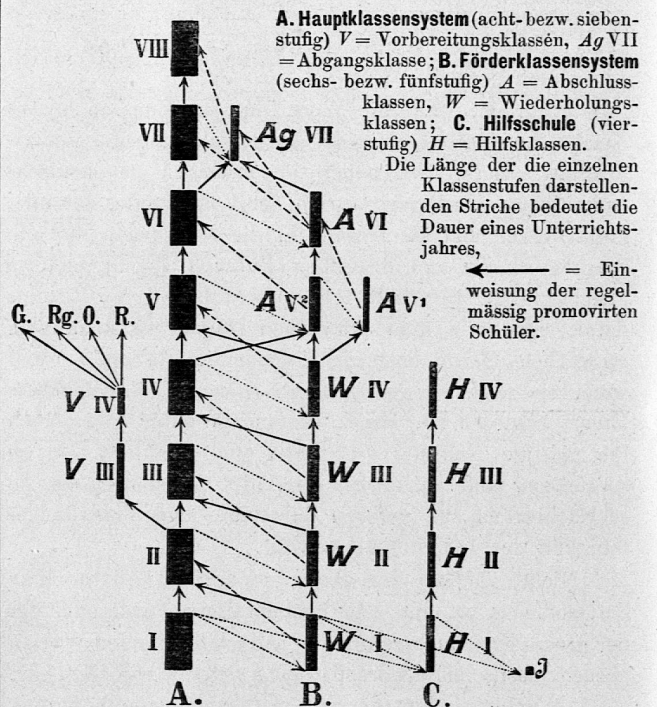 A. Hauptklassensystem (acht- bezw. sieben-
stufig) V = Vorbereitungsklassen, Ag VII
= Abgangsklasse; B. Förderklassensystem
(sechs- bezw. fünfstufig) A = Abschluss-
klassen, W = Wiederholungs-
klassen; C. Hilfsschule (vier-
stufig) H = Hilfsklassen.
Die Länge der die einzelnen
Klassenstufen darstellen-
den Striche bedeutet die
Dauer eines Unterrichts-
jahres,
= Ein-
weisung der regel-
mässig promovirten
Schüler.
VIII
VII Ag VII
VI A VI
V A V² A V¹
G. Rg. O. R.
V IV IV W IV H IV
V III III W III H III
II W II H II
I W I H I J
A. B. C.